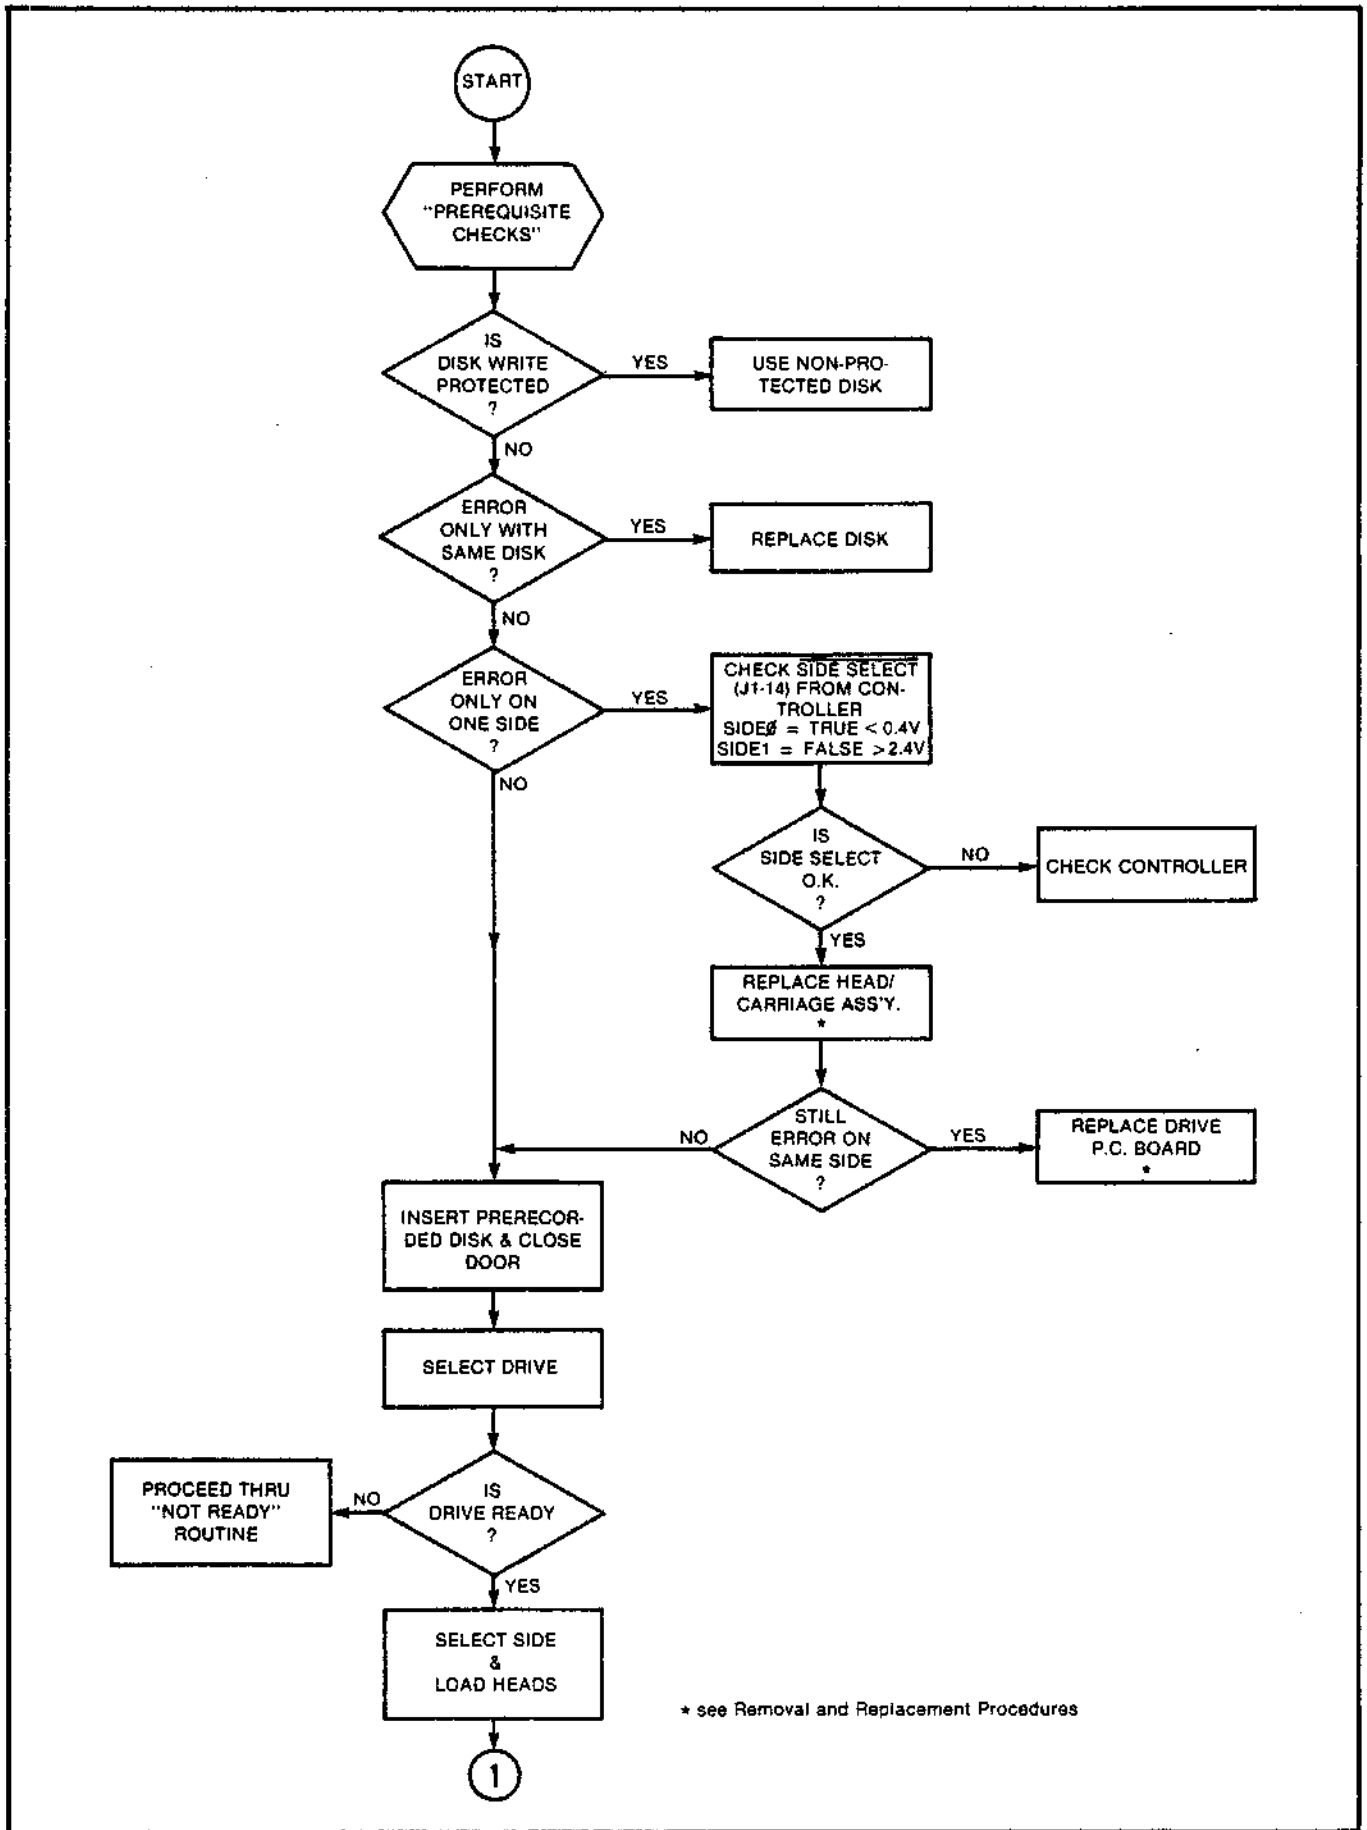 START
PERFORM
"PREREQUISITE
CHECKS"
IS
DISK WRITE
PROTECTED
?
YES
USE NON-PRO-
TECTED DISK
NO
ERROR
ONLY WITH
SAME DISK
?
YES
REPLACE DISK
NO
ERROR
ONLY ON
ONE SIDE
?
YES
CHECK SIDE SELECT
(J1-14) FROM CON-
TROLLER
SIDE0 = TRUE < 0.4V
SIDE1 = FALSE > 2.4V
NO
IS
SIDE SELECT
O.K.
?
NO
CHECK CONTROLLER
YES
REPLACE HEAD/
CARRIAGE ASS'Y.
*
STILL
ERROR ON
SAME SIDE
?
NO
YES
REPLACE DRIVE
P.C. BOARD
*
INSERT PRERECOR-
DED DISK & CLOSE
DOOR
SELECT DRIVE
IS
DRIVE READY
?
NO
PROCEED THRU
"NOT READY"
ROUTINE
YES
SELECT SIDE
&
LOAD HEADS
* see Removal and Replacement Procedures
1